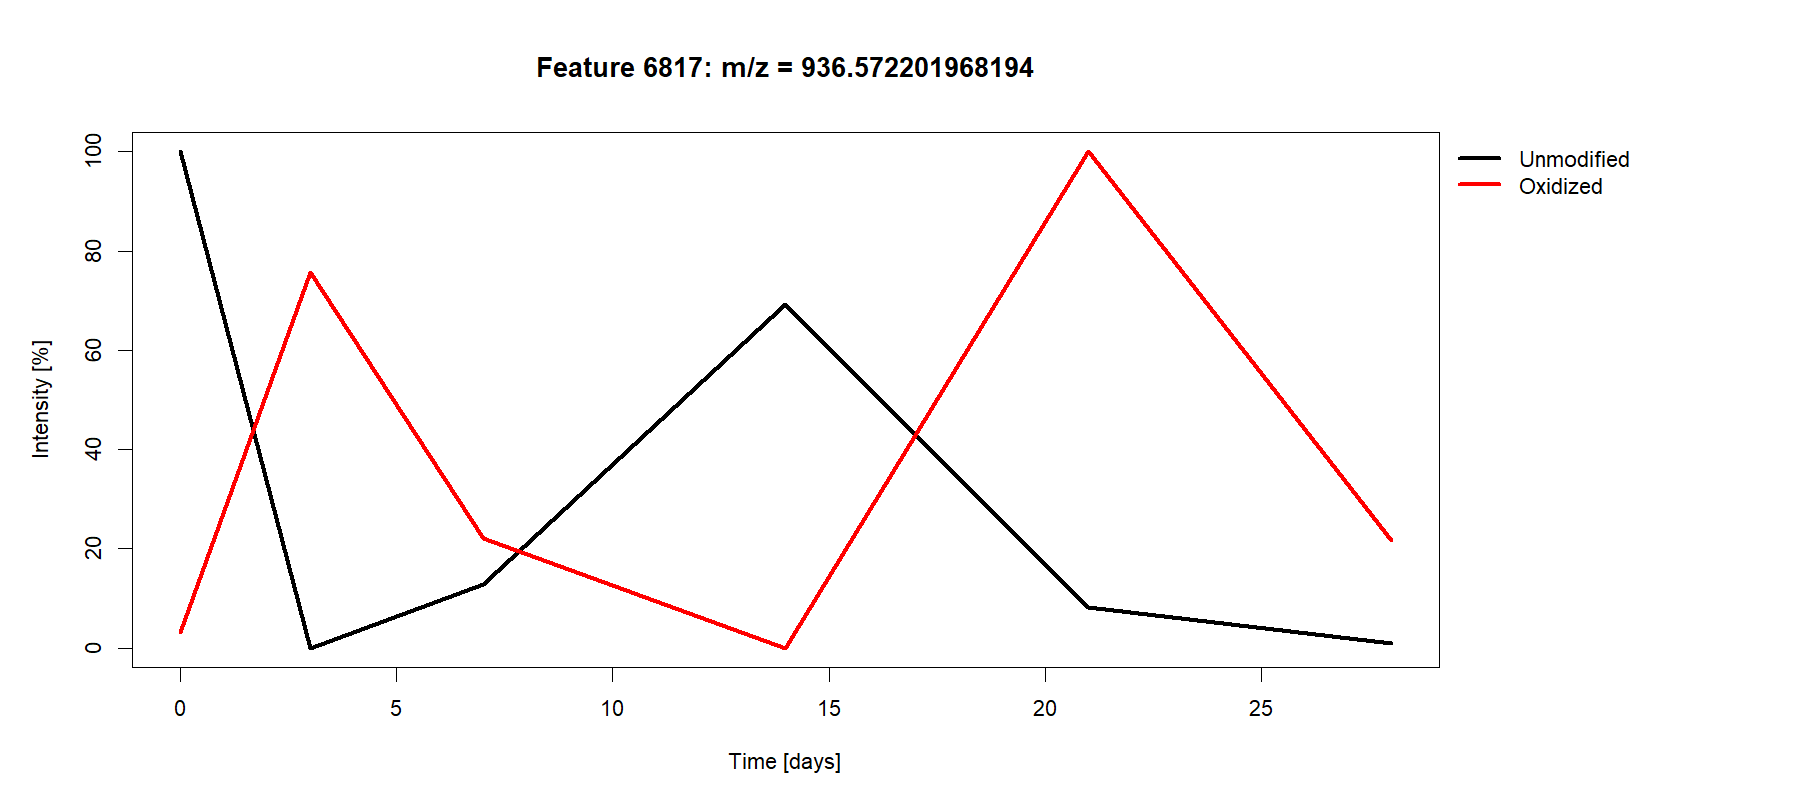 Feature 6817: m/z = 936.572201968194
Unmodified
Oxidized
Intensity [%]
100
80
60
40
20
0
0 5 10 15 20 25
Time [days]